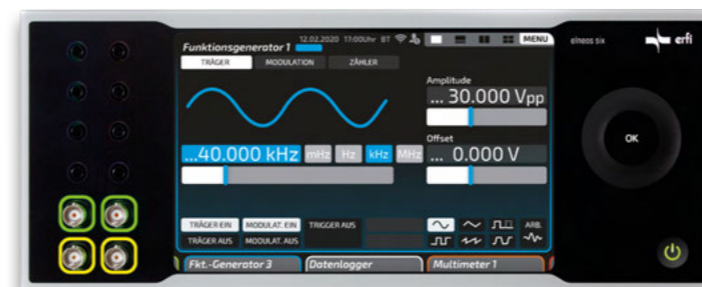 12.02.2020 17:00Uhr BT MENU
Funktionsgenerator 1
eineos six erfi
TRÄGER MODULATION ZÄHLER
Amplitude
... 30.000 Vpp
Offset
...40.000 kHz mHz Hz kHz MHz ... 0.000 V
OK
TRÄGER EIN MODULAT. EIN TRIGGER AUS ARB.
TRÄGER AUS MODULAT. AUS
Fkt.-Generator 3 Datenlogger Multimeter 1